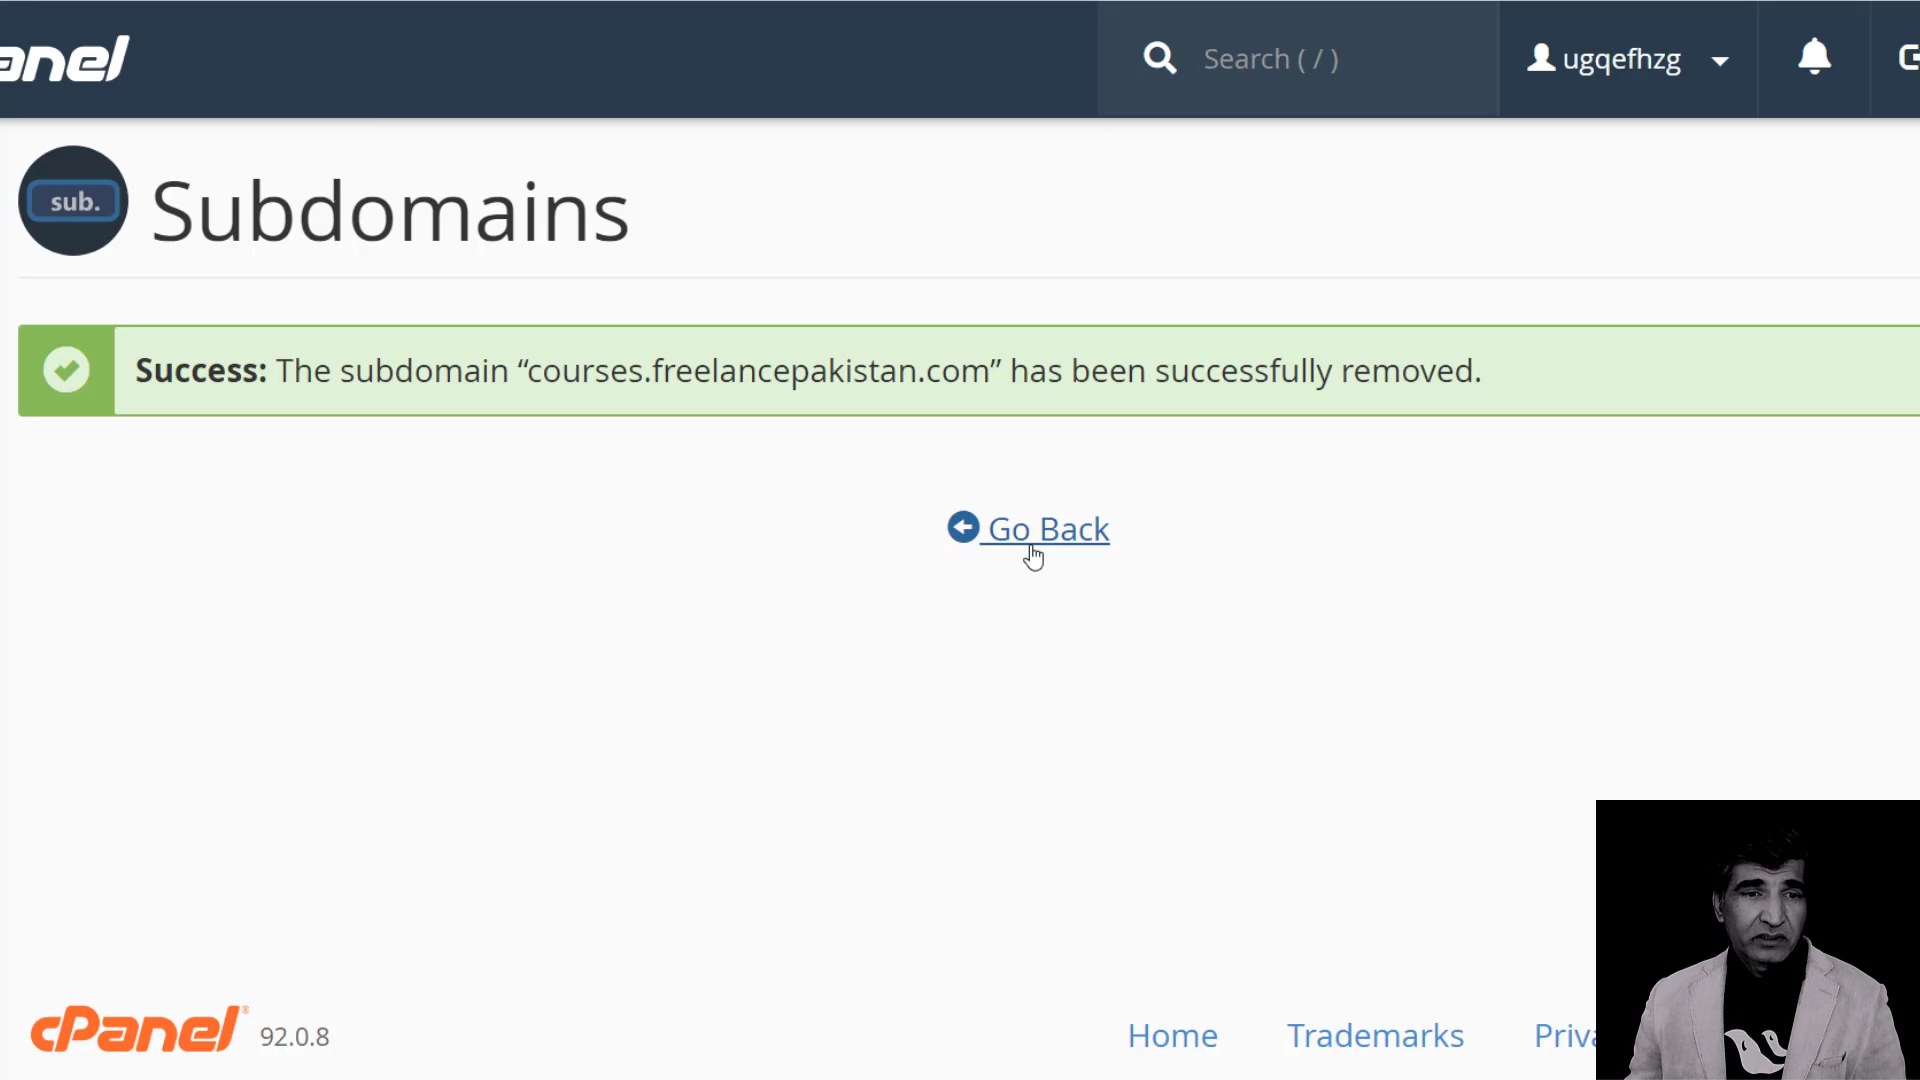 anel
Search ( / )
ugqefhzg
sub.
Subdomains
Success: The subdomain “courses.freelancepakistan.com” has been successfully removed.
Go Back
cPanel® 92.0.8
Home
Trademarks
Priva